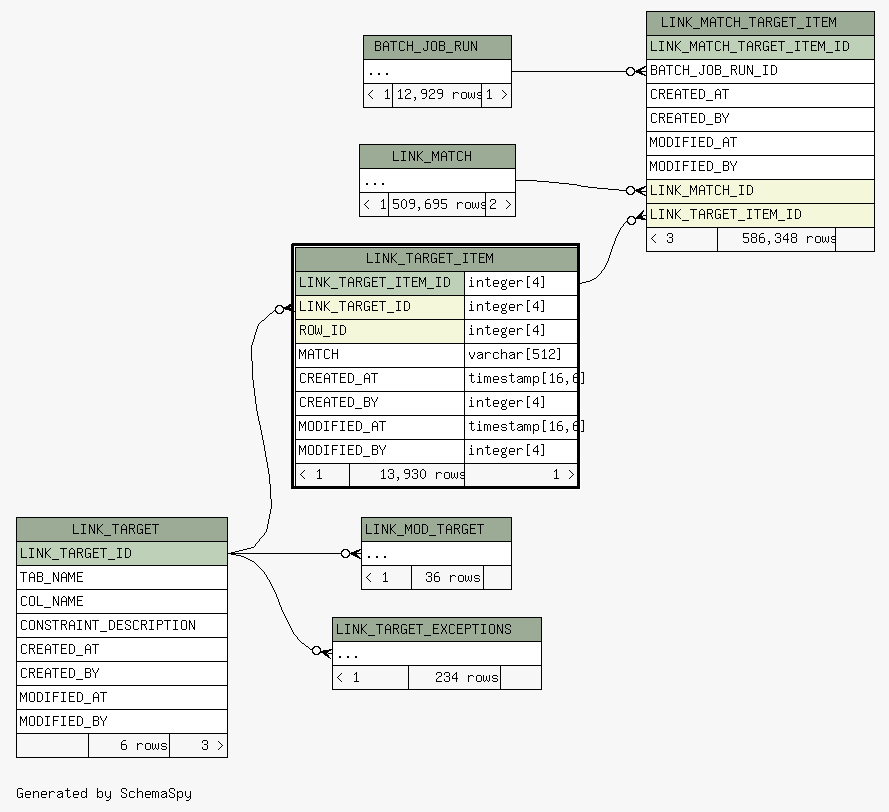 BATCH_JOB_RUN
...
< 1 12,929 rows 1 >
LINK_MATCH_TARGET_ITEM
LINK_MATCH_TARGET_ITEM_ID
BATCH_JOB_RUN_ID
CREATED_AT
CREATED_BY
MODIFIED_AT
MODIFIED_BY
LINK_MATCH_ID
LINK_TARGET_ITEM_ID
< 3 586,348 rows
LINK_MATCH
...
< 1 509,695 rows 2 >
LINK_TARGET_ITEM
LINK_TARGET_ITEM_ID integer[4]
LINK_TARGET_ID integer[4]
ROW_ID integer[4]
MATCH varchar[512]
CREATED_AT timestamp[16,6]
CREATED_BY integer[4]
MODIFIED_AT timestamp[16,6]
MODIFIED_BY integer[4]
< 1 13,930 rows 1 >
LINK_TARGET
LINK_TARGET_ID
TAB_NAME
COL_NAME
CONSTRAINT_DESCRIPTION
CREATED_AT
CREATED_BY
MODIFIED_AT
MODIFIED_BY
6 rows 3 >
LINK_MOD_TARGET
...
< 1 36 rows
LINK_TARGET_EXCEPTIONS
...
< 1 234 rows
Generated by SchemaSpy